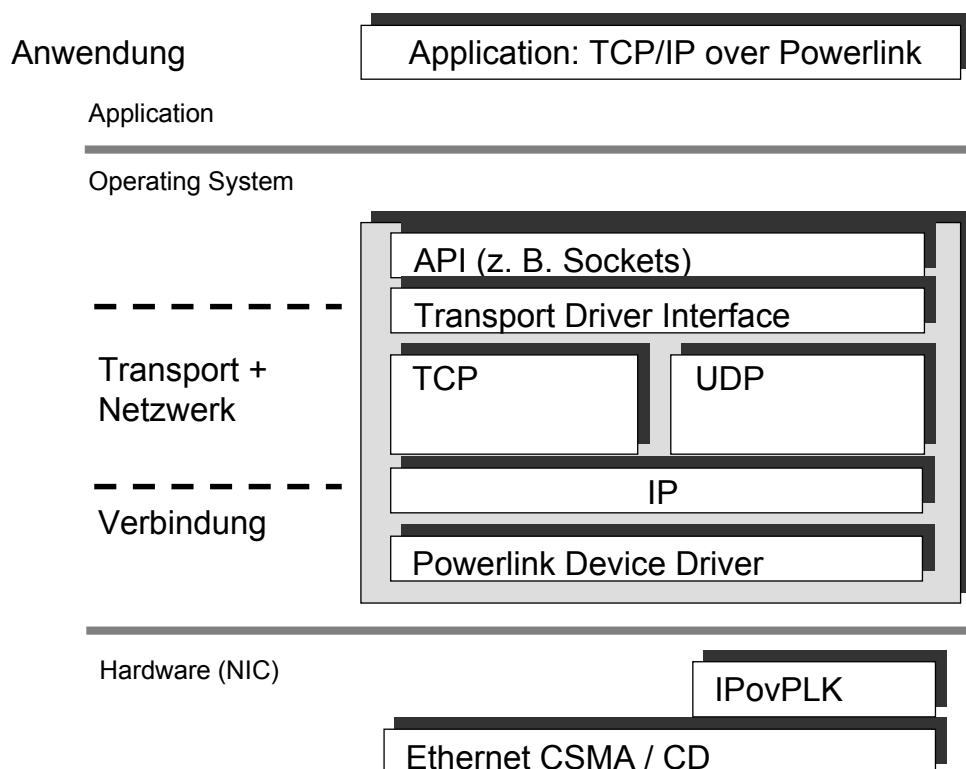 Anwendung
Application: TCP/IP over Powerlink
Application
Operating System
API (z. B. Sockets)
Transport Driver Interface
Transport +
Netzwerk
TCP
UDP
IP
Verbindung
Powerlink Device Driver
Hardware (NIC)
IPovPLK
Ethernet CSMA / CD